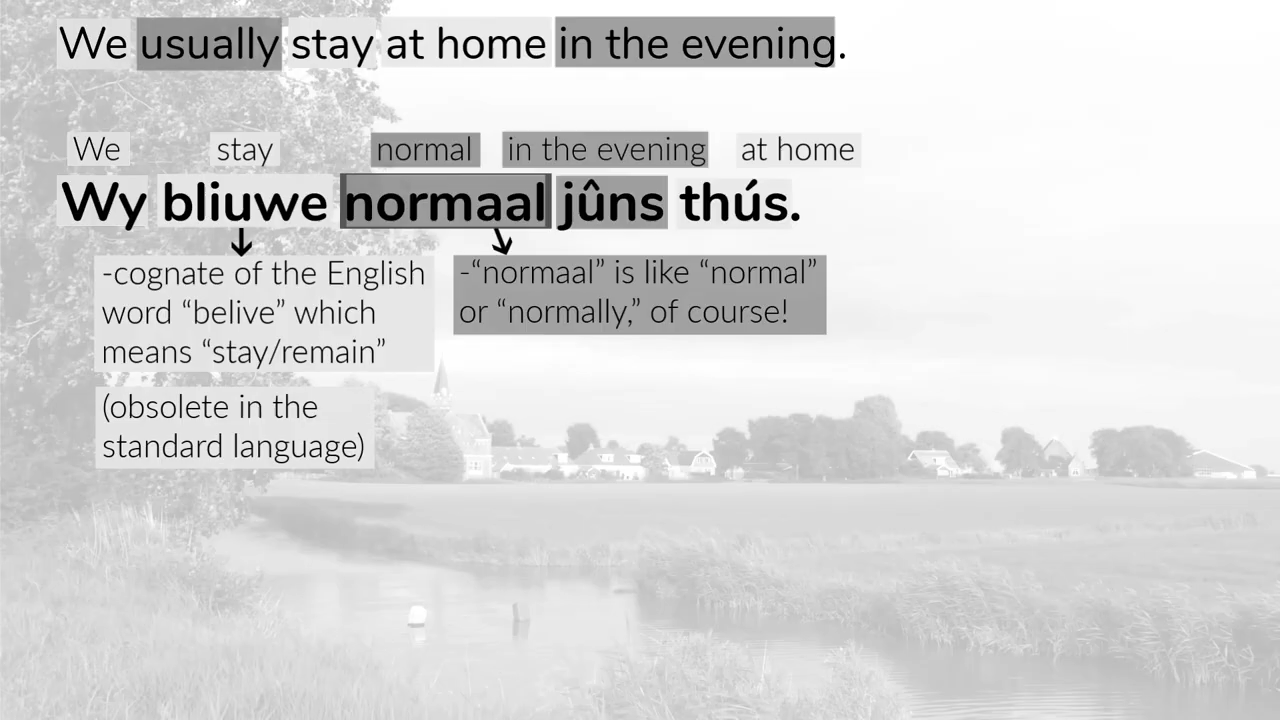 We usually stay at home in the evening.
We stay normal in the evening at home
Wy bliuwe normaal jûns thús.
-cognate of the English
word “belive” which
means “stay/remain”
(obsolete in the
standard language)
-“normaal” is like “normal”
or “normally,” of course!